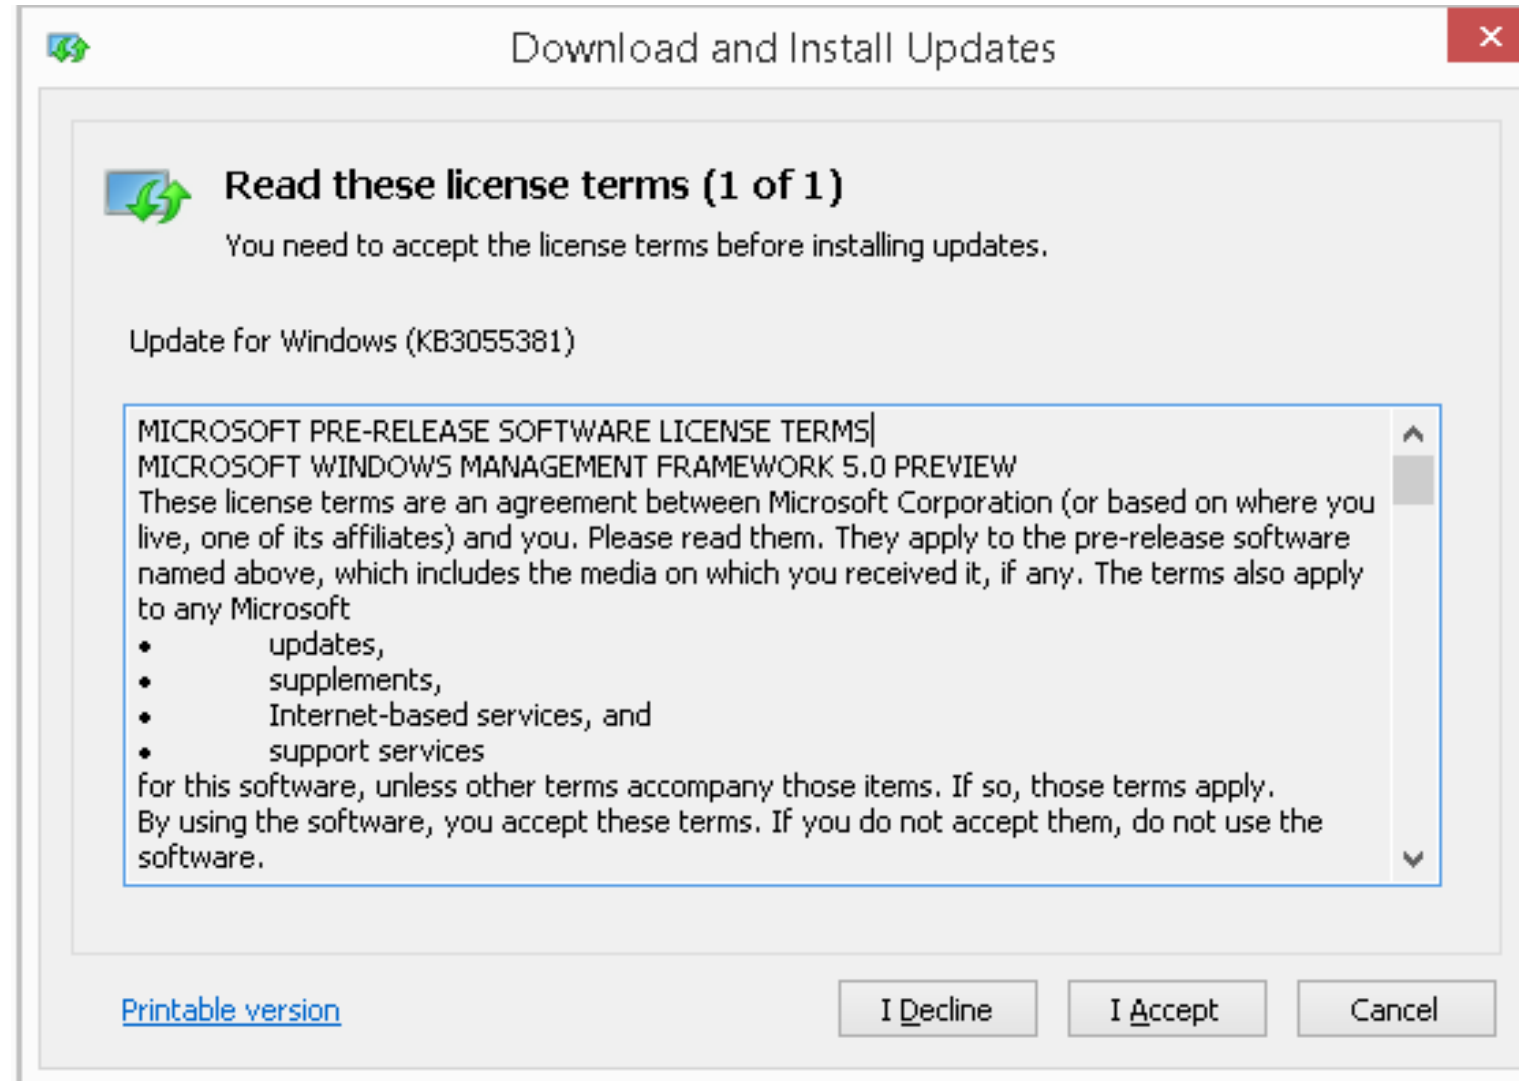 Download and Install Updates
Read these license terms (1 of 1)
You need to accept the license terms before installing updates.
Update for Windows (KB3055381)
MICROSOFT PRE-RELEASE SOFTWARE LICENSE TERMS
MICROSOFT WINDOWS MANAGEMENT FRAMEWORK 5.0 PREVIEW
These license terms are an agreement between Microsoft Corporation (or based on where you
live, one of its affiliates) and you. Please read them. They apply to the pre-release software
named above, which includes the media on which you received it, if any. The terms also apply
to any Microsoft
• updates,
• supplements,
• Internet-based services, and
• support services
for this software, unless other terms accompany those items. If so, those terms apply.
By using the software, you accept these terms. If you do not accept them, do not use the
software.
Printable version
I Decline
I Accept
Cancel